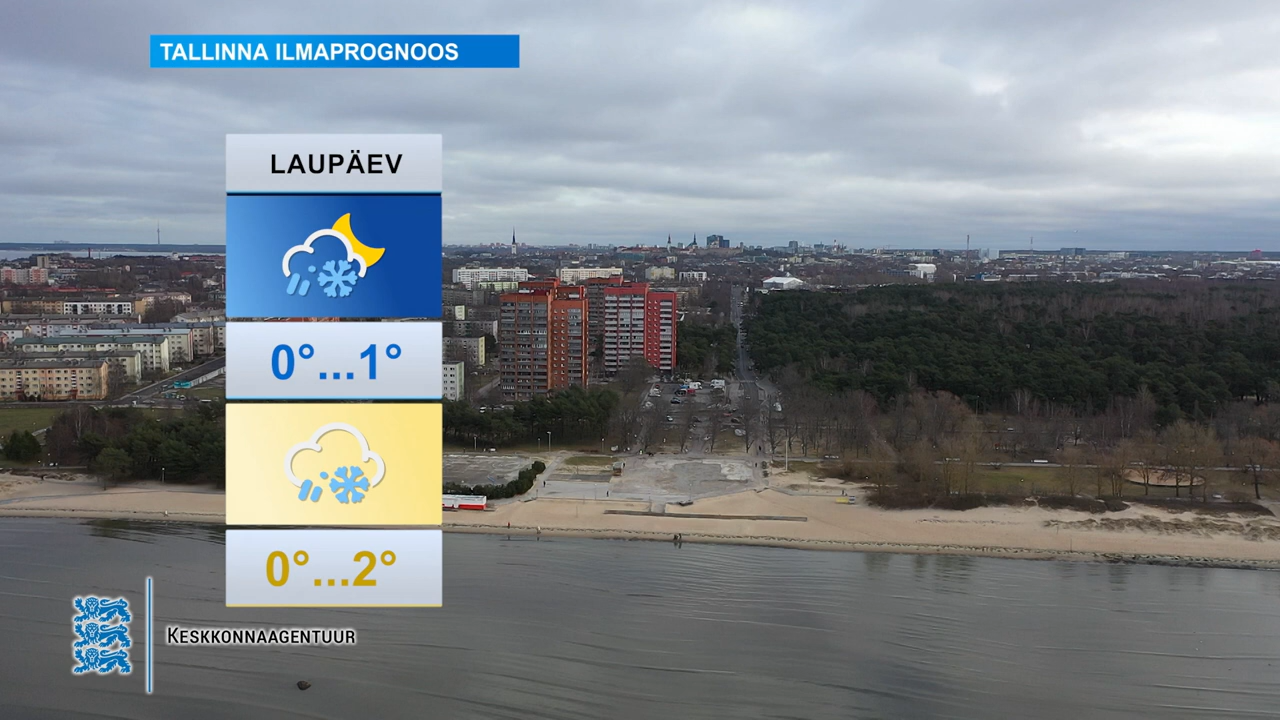 TALLINNA ILMAPROGNOOS
LAUPÄEV
0°...1°
0°...2°
KESKKONNAAGENTUUR